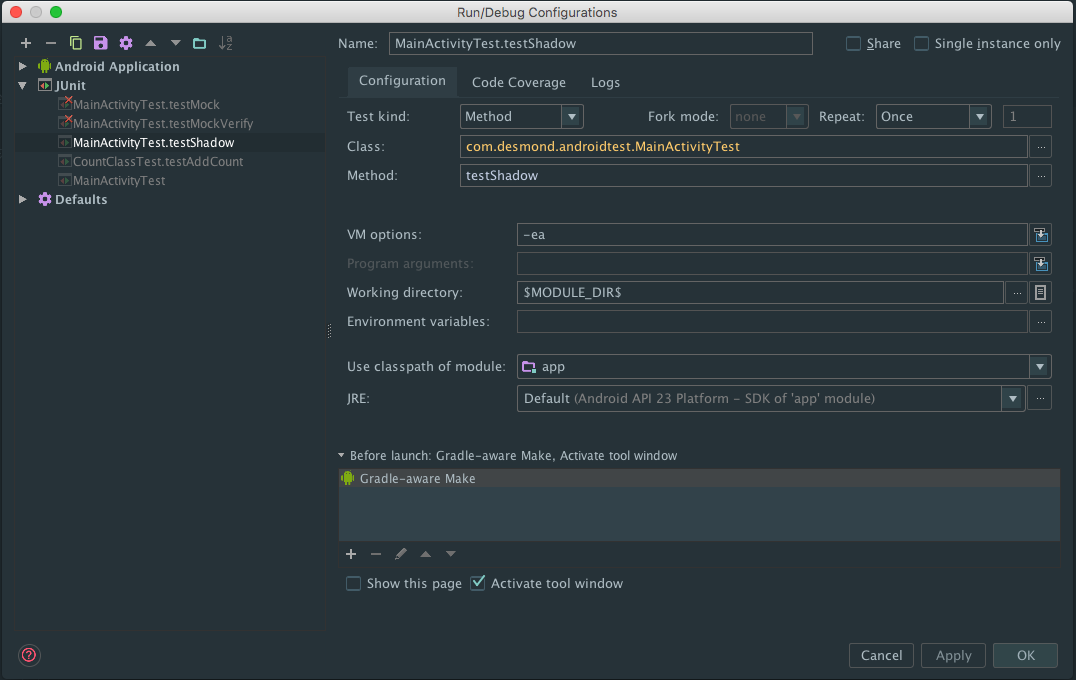 Run/Debug Configurations
Name: MainActivityTest.testShadow Share Single instance only
Android Application
JUnit
MainActivityTest.testMock
MainActivityTest.testMockVerify
MainActivityTest.testShadow
CountClassTest.testAddCount
MainActivityTest
Defaults
Configuration Code Coverage Logs
Test kind: Method Fork mode: none Repeat: Once 1
Class: com.desmond.androidtest.MainActivityTest ...
Method: testShadow ...
VM options: -ea
Program arguments:
Working directory: $MODULE_DIR$ ...
Environment variables: ...
Use classpath of module: app
JRE: Default (Android API 23 Platform – SDK of 'app' module) ...
Before launch: Gradle-aware Make, Activate tool window
Gradle-aware Make
Show this page Activate tool window
? Cancel Apply OK